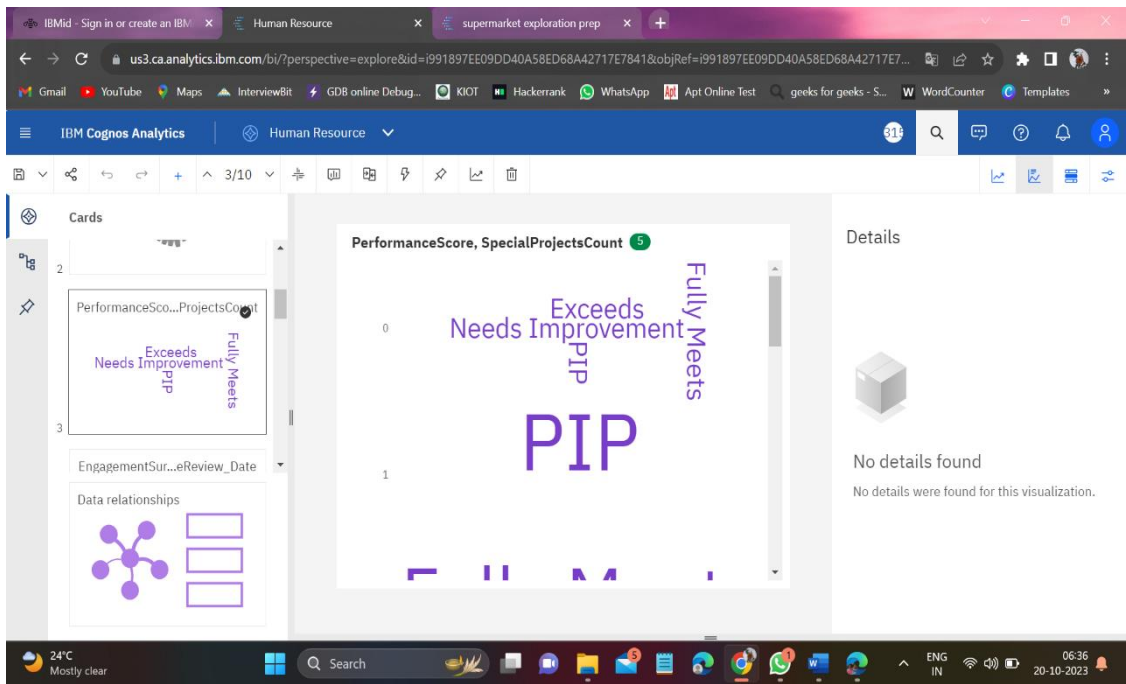 IBMid - Sign in or create an IBM
Human Resource
supermarket exploration prep
us3.ca.analytics.ibm.com/bi/?perspective=explore&id=i991897EE09DD40A58ED68A42717E7841&objRef=i991897EE09DD40A58ED68A42717E7...
Gmail YouTube Maps InterviewBit GDB online Debug... KIOT Hackerrank WhatsApp Apt Online Test geeks for geeks - S... WordCounter Templates »
IBM Cognos Analytics Human Resource
3/10
Cards
2
PerformanceSco...ProjectsCount
Exceeds
Needs Improvement
PIP
Fully Meets
3
EngagementSur...eReview_Date
Data relationships
PerformanceScore, SpecialProjectsCount 5
0
Exceeds
Needs Improvement
PIP
Fully Meets
1
PIP
Details
No details found
No details were found for this visualization.
24°C
Mostly clear
Search
5
1
ENG
IN
06:36
20-10-2023